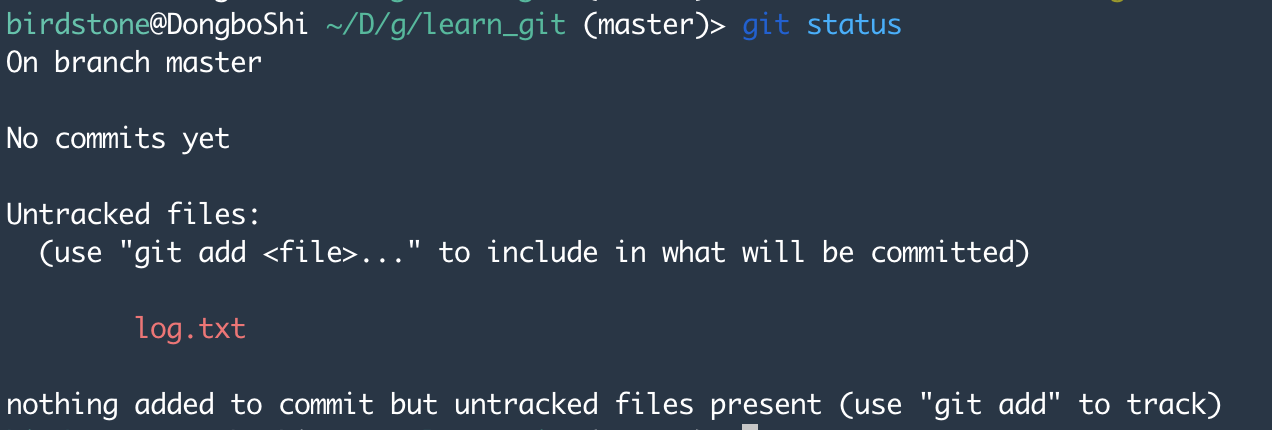 birdstone@DongboShi ~/D/g/learn_git (master)> git status
On branch master
No commits yet
Untracked files:
(use "git add <file>..." to include in what will be committed)
log.txt
nothing added to commit but untracked files present (use "git add" to track)